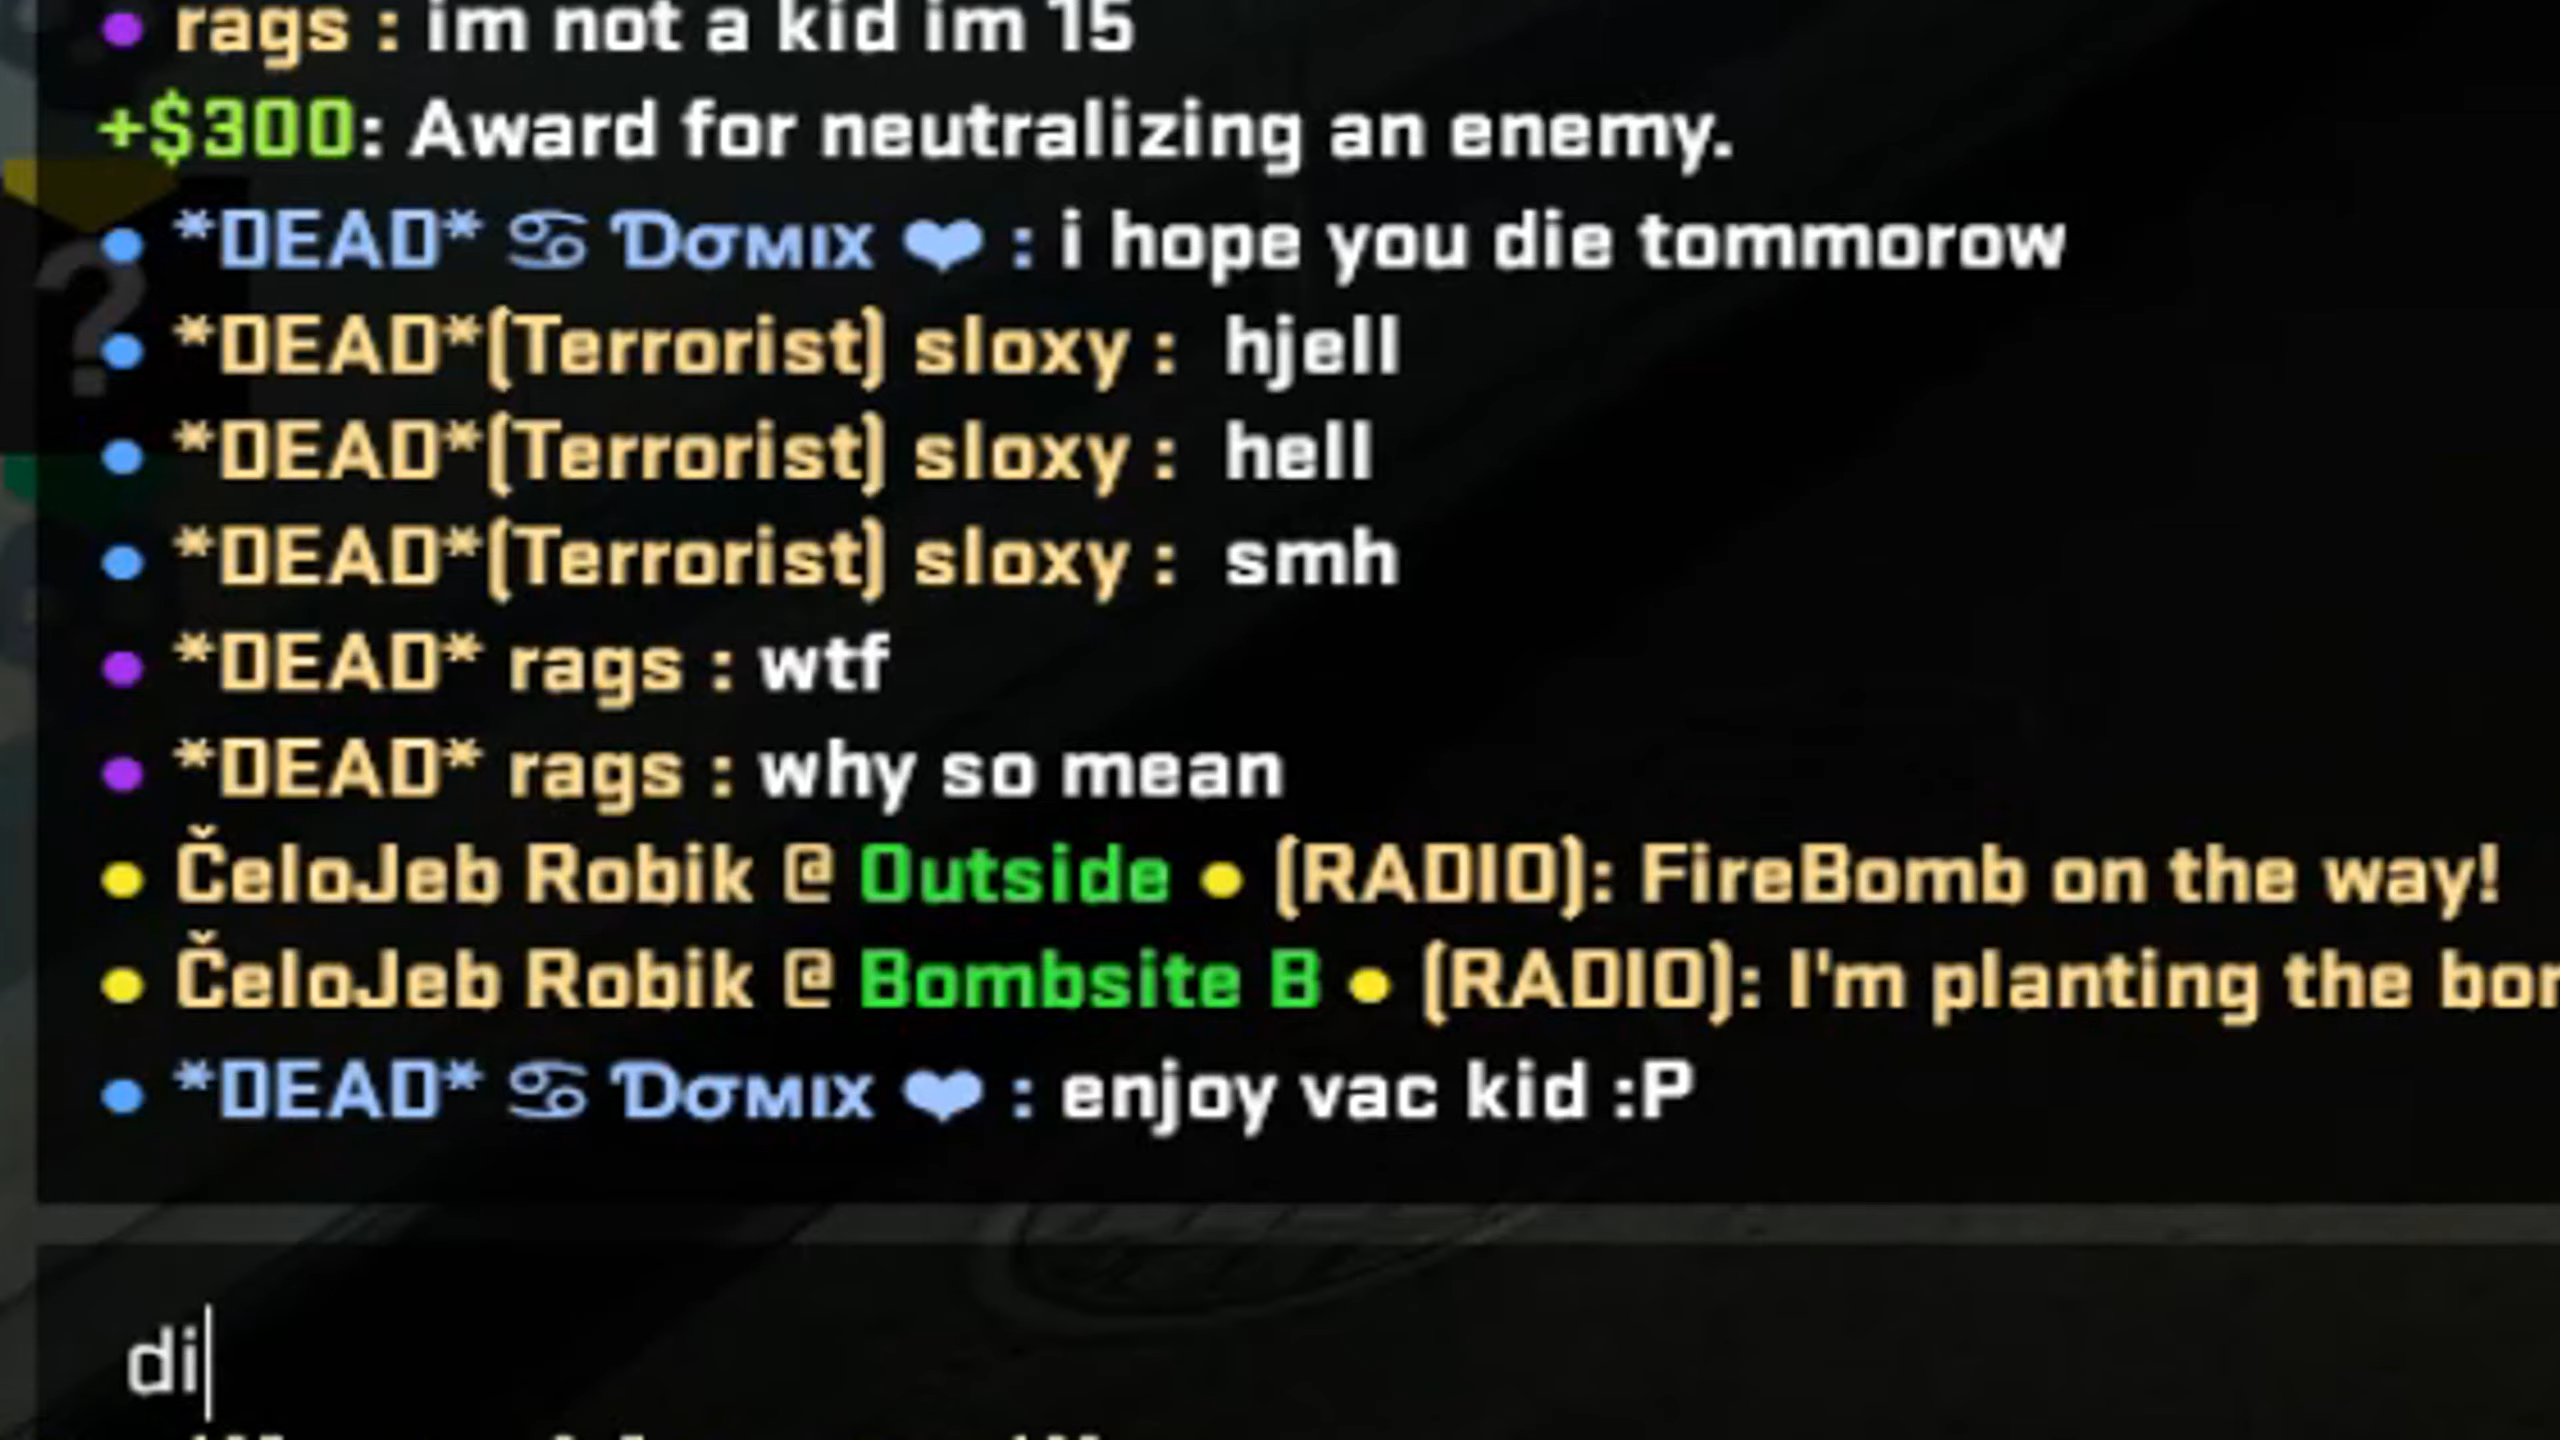 rags : im not a kid im 15
+$300: Award for neutralizing an enemy.
*DEAD* ♋ Ɗσмιx ❤ : i hope you die tommorow
*DEAD*(Terrorist) sloxy : hjell
*DEAD*(Terrorist) sloxy : hell
*DEAD*(Terrorist) sloxy : smh
*DEAD* rags : wtf
*DEAD* rags : why so mean
ČeloJeb Robik @ Outside ● (RADIO): FireBomb on the way!
ČeloJeb Robik @ Bombsite B ● (RADIO): I'm planting the
*DEAD* ♋ Ɗσмιx ❤ : enjoy vac kid :P
di